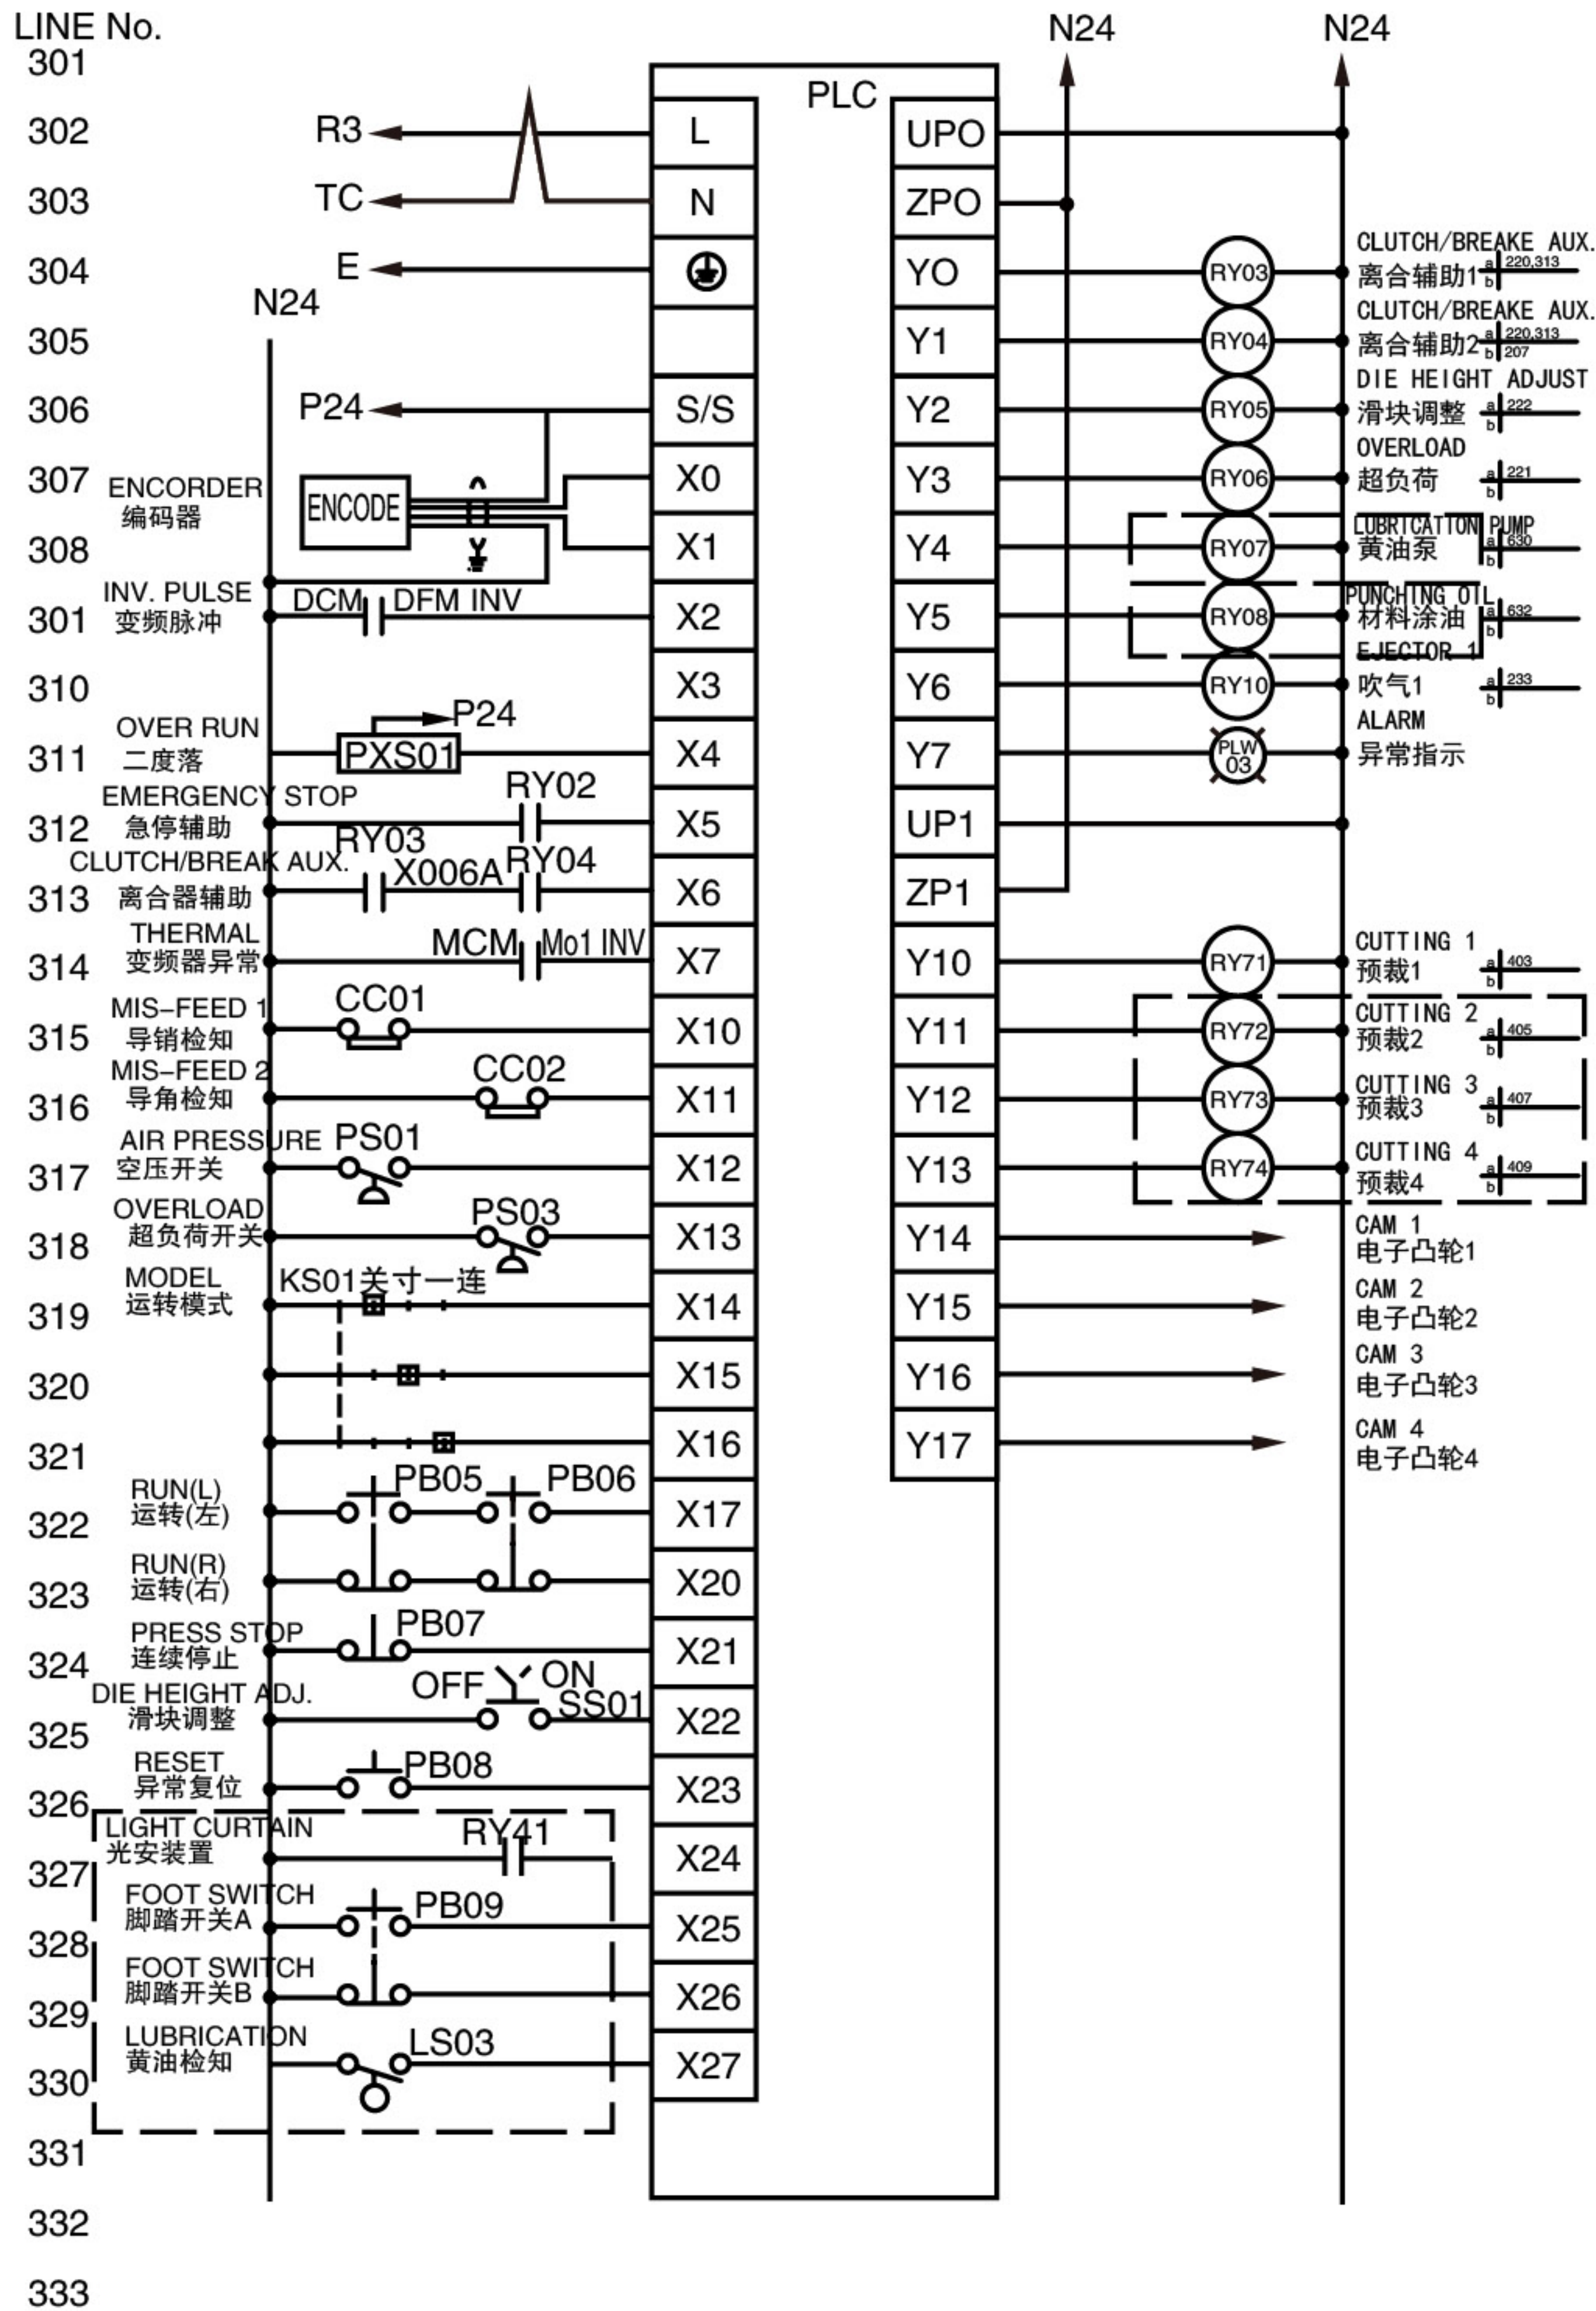 LINE No.
301
302
303
304
305
306
307
308
301
310
311
312
313
314
315
316
317
318
319
320
321
322
323
324
325
326
327
328
329
330
331
332
333
R3
TC
E
N24
P24
ENCORDER
编码器
ENCODE
INV. PULSE
变频脉冲
DCM
DFM INV
OVER RUN
二度落
P24
PXS01
EMERGENCY STOP
急停辅助
RY02
CLUTCH/BREAK AUX.
离合器辅助
RY03
X006A
RY04
THERMAL
变频器异常
MCM
Mo1 INV
MIS-FEED 1
导销检知
CC01
MIS-FEED 2
导角检知
CC02
AIR PRESSURE
空压开关
PS01
OVERLOAD
超负荷开关
PS03
MODEL
运转模式
KS01关寸一连
RUN(L)
运转(左)
PB05
PB06
RUN(R)
运转(右)
PRESS STOP
连续停止
PB07
DIE HEIGHT ADJ.
滑块调整
OFF
ON
SS01
RESET
异常复位
PB08
LIGHT CURTAIN
光安装置
RY41
FOOT SWITCH
脚踏开关A
PB09
FOOT SWITCH
脚踏开关B
LUBRICATION
黄油检知
LS03
PLC
L
N
S/S
X0
X1
X2
X3
X4
X5
X6
X7
X10
X11
X12
X13
X14
X15
X16
X17
X20
X21
X22
X23
X24
X25
X26
X27
UPO
ZPO
YO
Y1
Y2
Y3
Y4
Y5
Y6
Y7
UP1
ZP1
Y10
Y11
Y12
Y13
Y14
Y15
Y16
Y17
N24
N24
RY03
CLUTCH/BREAKE AUX.
离合辅助1
a 220,313
b
RY04
CLUTCH/BREAKE AUX.
离合辅助2
a 220,313
b 207
RY05
DIE HEIGHT ADJUST
滑块调整
a 222
b
RY06
OVERLOAD
超负荷
a 221
b
RY07
LUBRTCATTON PUMP
黄油泵
a 630
b
RY08
PUNCHTNG OTL
材料涂油
a 632
b
RY10
EJECTOR 1
吹气1
a 233
b
PLW
03
ALARM
异常指示
RY71
CUTTING 1
预裁1
a 403
b
RY72
CUTTING 2
预裁2
a 405
b
RY73
CUTTING 3
预裁3
a 407
b
RY74
CUTTING 4
预裁4
a 409
b
CAM 1
电子凸轮1
CAM 2
电子凸轮2
CAM 3
电子凸轮3
CAM 4
电子凸轮4